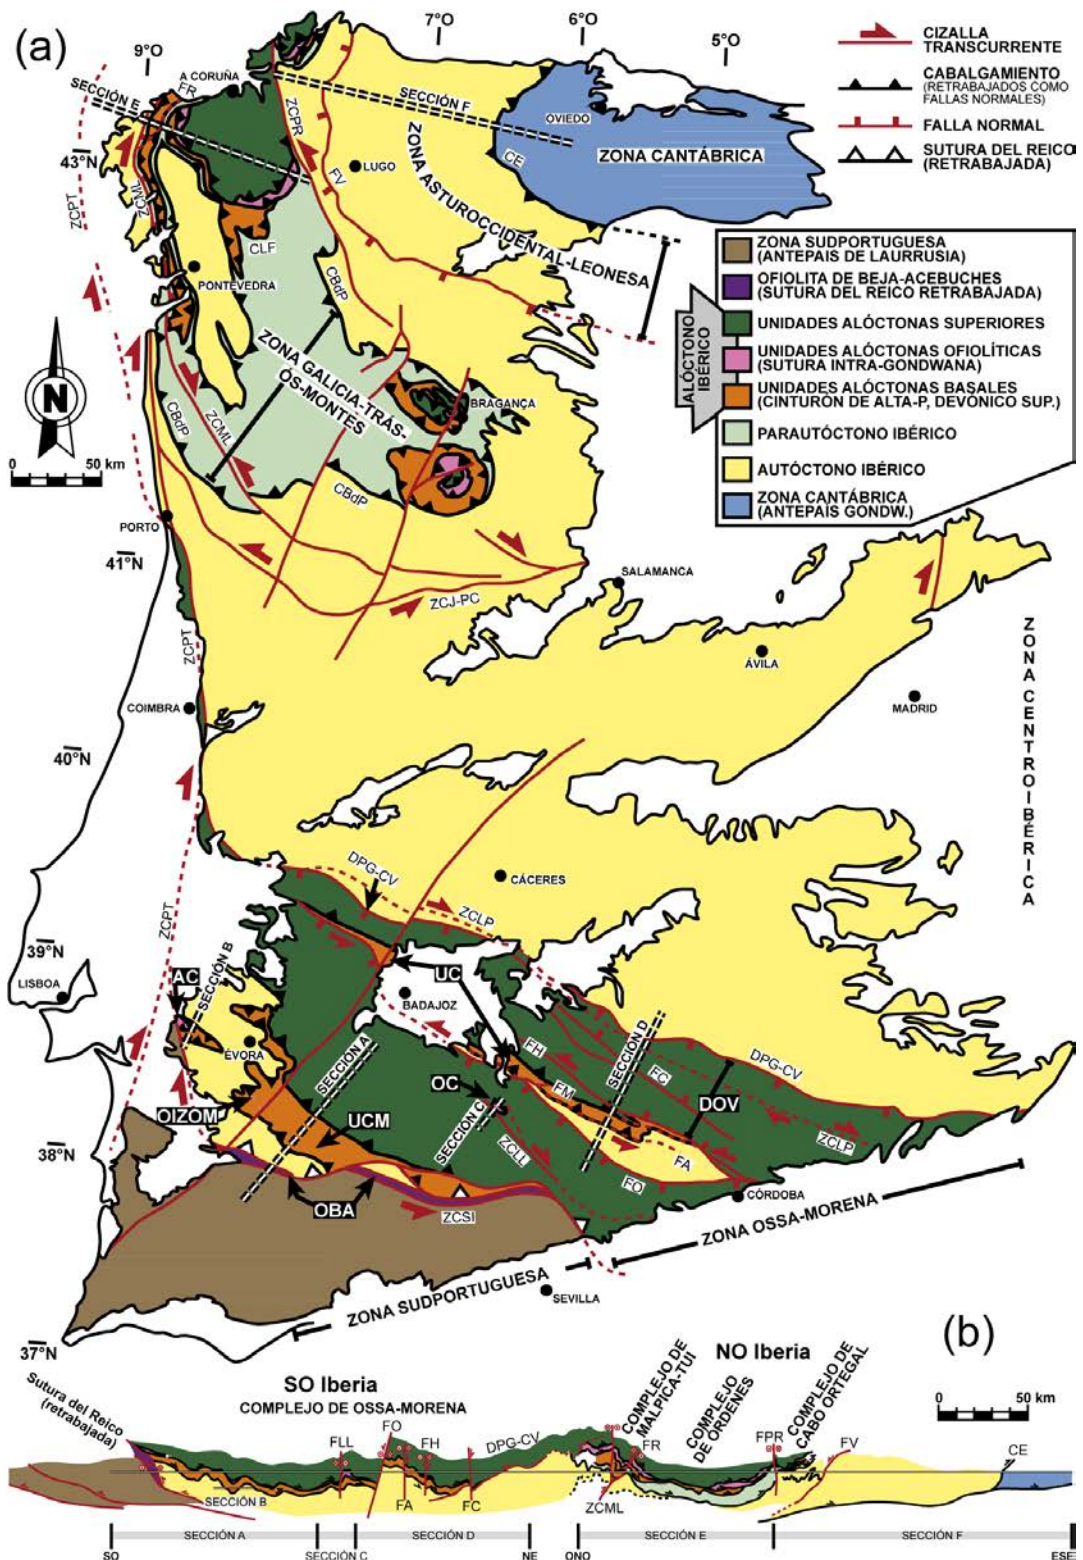 (a)
9°O
7°O
6°O
5°O
CIZALLA
TRANSCURRENTE
CABALGAMIENTO
(RETRABAJADOS COMO
FALLAS NORMALES)
FALLA NORMAL
SUTURA DEL REICO
(RETRABAJADA)
A CORUÑA
FR
SECCIÓN E
SECCIÓN F
ZCPR
OVIEDO
ZONA CANTÁBRICA
43°N
LUGO
CE
ZONA ASTUROCCIDENTAL-LEONESA
ZCPT
ZCML
FV
CLF
PONTEVEDRA
CBdP
ZONA SUDPORTUGUESA
(ANTEPAIS DE LAURRUSIA)
OFIOLITA DE BEJA-ACEBUCHES
(SUTURA DEL REICO RETRABAJADA)
UNIDADES ALÓCTONAS SUPERIORES
UNIDADES ALÓCTONAS OFIOLÍTICAS
(SUTURA INTRA-GONDWANA)
UNIDADES ALÓCTONAS BASALES
(CINTURÓN DE ALTA-P, DEVÓNICO SUP.)
PARAUTÓCTONO IBÉRICO
AUTÓCTONO IBÉRICO
ZONA CANTÁBRICA
(ANTEPAÍS GONDW.)
ALÓCTONO
IBÉRICO
ZONA GALICIA-TRÁS-
ÓS-MONTES
BRAGANÇA
N
CBdP
ZCML
CBdP
0 50 km
PORTO
41°N
SALAMANCA
ZCJ-PC
ZCPT
ÁVILA
MADRID
COIMBRA
ZONA CENTROIBÉRICA
40°N
DPG-CV
CÁCERES
ZCLP
ZCPT
39°N
LISBOA
AC
SECCIÓN B
UC
BADAJOZ
ÉVORA
SECCIÓN A
FH
SECCIÓN D
FC
DPG-CV
OC
FM
DOV
OIZOM
UCM
SECCIÓN C
ZCLL
ZCLP
38°N
FA
FO
CÓRDOBA
OBA
ZCSI
ZONA OSSA-MORENA
ZONA SUDPORTUGUESA
SEVILLA
37°N
(b)
SO Iberia
COMPLEJO DE OSSA-MORENA
NO Iberia
Sutura del Reico
(retrabajada)
COMPLEJO DE
MALPICA-TUI
COMPLEJO
DE ÓRDENES
COMPLEJO DE
CABO ORTEGAL
0 50 km
FLL
FO
FH
DPG-CV
FR
FPR
FV
CE
SECCIÓN B
FA
FC
ZCML
SECCIÓN A
SECCIÓN C
SECCIÓN D
SECCIÓN E
SECCIÓN F
SO
NE
ONO
ESE